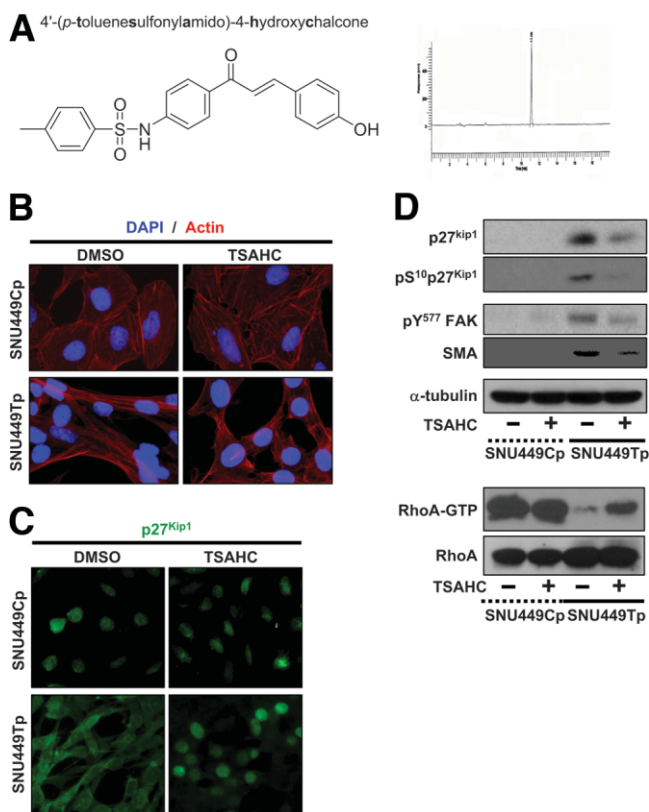 A
4'-(p-toluenesulfonylamido)-4-hydroxychalcone
O
O
S
N
H
O
OH
B
DAPI / Actin
DMSO
TSAHC
SNU449Cp
SNU449Tp
C
p27Kip1
DMSO
TSAHC
SNU449Cp
SNU449Tp
D
p27kip1
pS10p27Kip1
pY577 FAK
SMA
α-tubulin
TSAHC − + − +
SNU449Cp SNU449Tp
RhoA-GTP
RhoA
TSAHC − + − +
SNU449Cp SNU449Tp